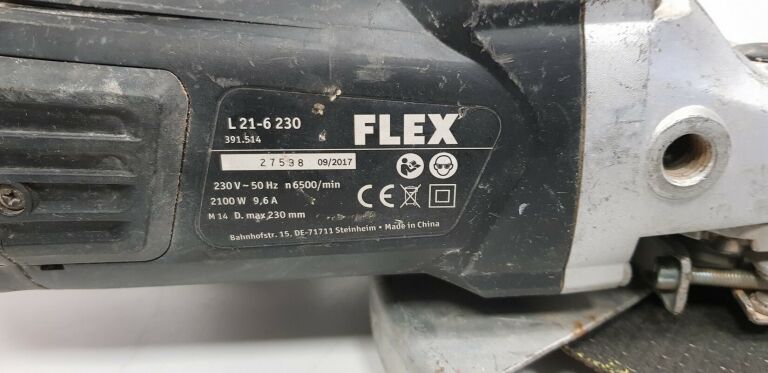 L 21-6 230
391.514
FLEX
27538 09/2017
230 V ~ 50 Hz n 6500/min
2100 W 9,6 A
M 14 D. max 230 mm
CE
Bahnhofstr. 15, DE-71711 Steinheim • Made in China